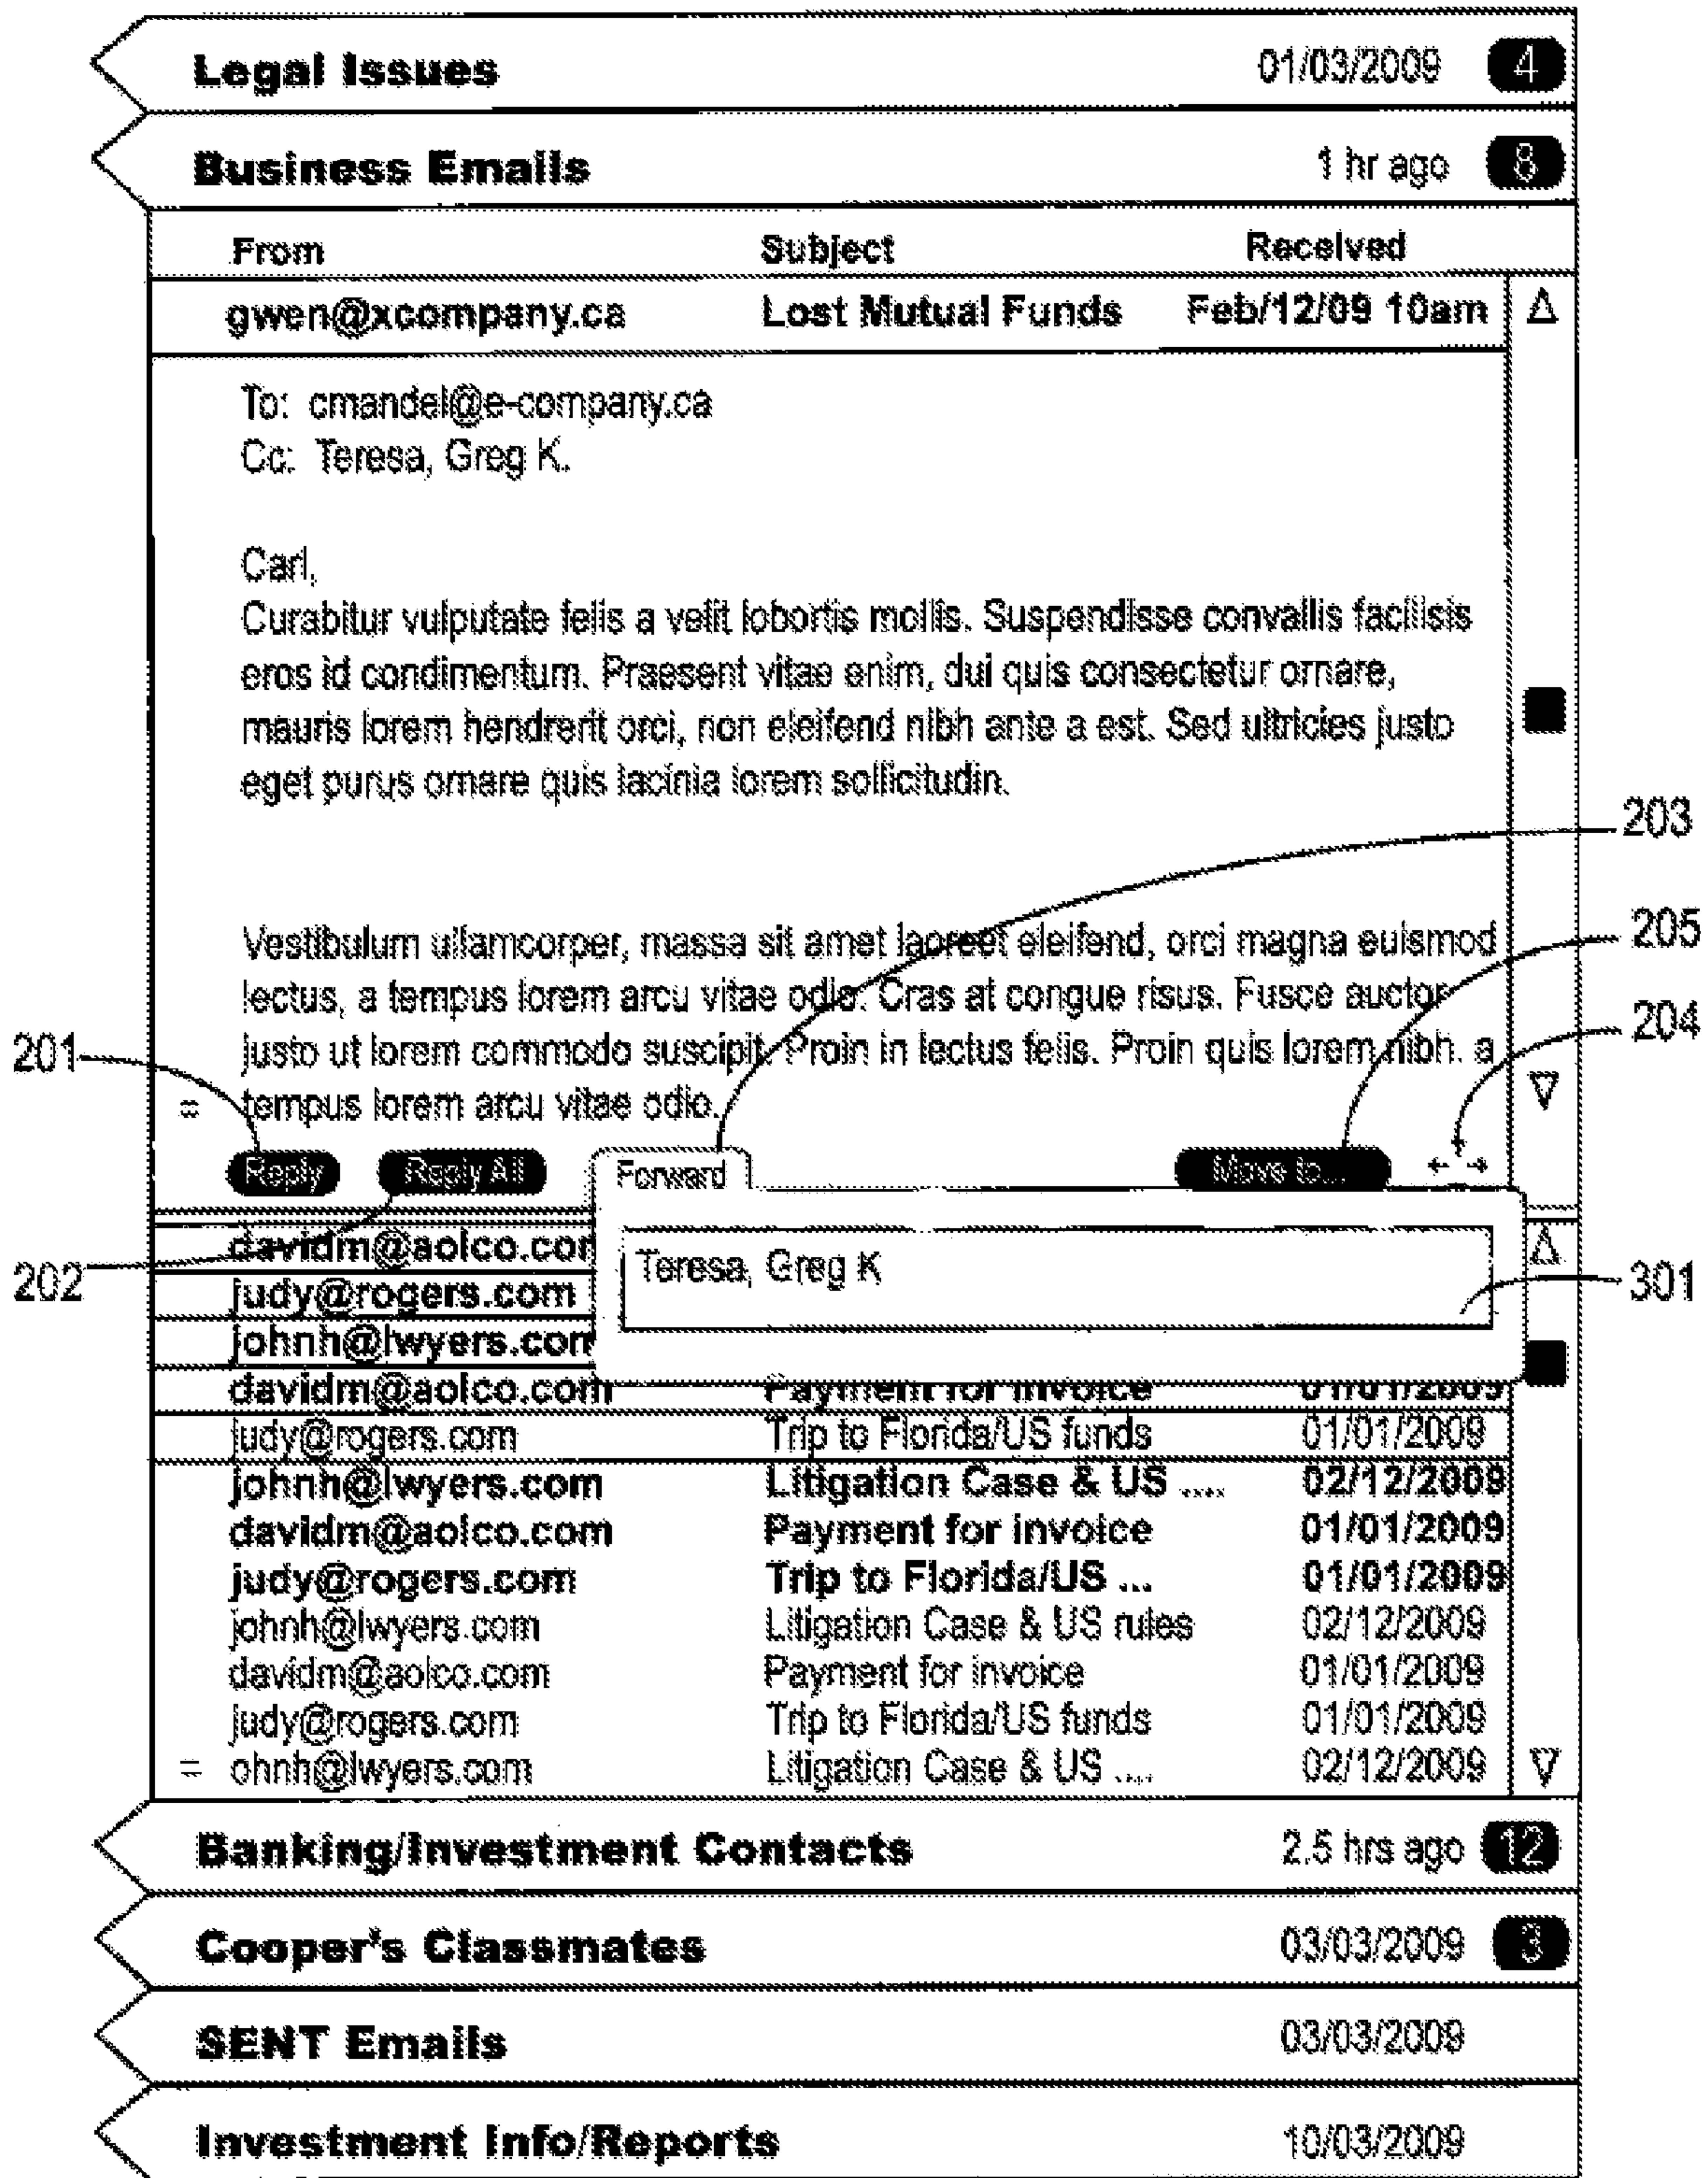 Legal Issues 01/03/2009 4
Business Emails 1 hr ago 8
From Subject Received
gwen@xcompany.ca Lost Mutual Funds Feb/12/09 10am
To: cmandel@e-company.ca
Cc: Teresa, Greg K.
Carl,
Curabitur vulputate felis a velit lobortis mollis. Suspendisse convallis facilisis
eros id condimentum. Praesent vitae enim, dui quis consectetur ornare,
mauris lorem hendrerit orci, non eleifend nibh ante a est. Sed ultricies justo
eget purus ornare quis lacinia lorem sollicitudin.
203
Vestibulum ullamcorper, massa sit amet laoreet eleifend, orci magna euismod
205
lectus, a tempus lorem arcu vitae odio. Cras at congue risus. Fusce auctor
204
201
justo ut lorem commodo suscipit. Proin in lectus felis. Proin quis lorem nibh. a
= tempus lorem arcu vitae odio.
Reply Reply All Forward Move to...
davidm@aolco.com
Teresa, Greg K
202
301
judy@rogers.com
johnh@lwyers.com
davidm@aolco.com Payment for invoice 01/01/2009
judy@rogers.com Trip to Florida/US funds 01/01/2009
johnh@lwyers.com Litigation Case & US .... 02/12/2009
davidm@aolco.com Payment for invoice 01/01/2009
judy@rogers.com Trip to Florida/US ... 01/01/2009
johnh@lwyers.com Litigation Case & US rules 02/12/2009
davidm@aolco.com Payment for invoice 01/01/2009
judy@rogers.com Trip to Florida/US funds 01/01/2009
= ohnh@lwyers.com Litigation Case & US .... 02/12/2009
Banking/Investment Contacts 2.5 hrs ago 12
Cooper's Classmates 03/03/2009 3
SENT Emails 03/03/2009
Investment Info/Reports 10/03/2009